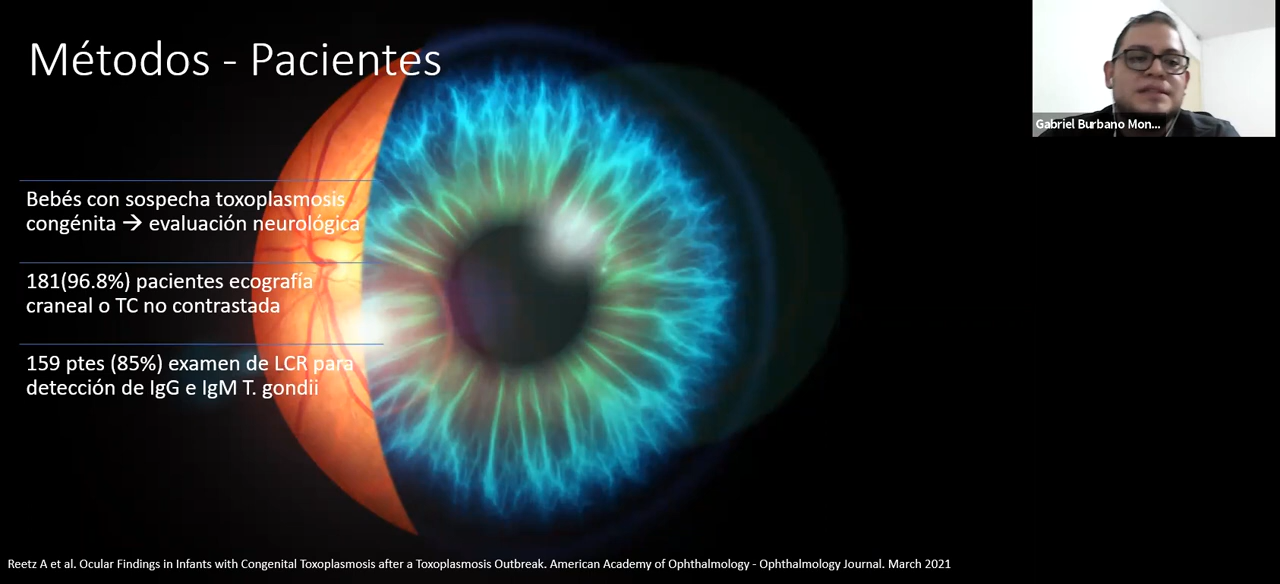 Métodos - Pacientes
Gabriel Burbano Mon...
Bebés con sospecha toxoplasmosis
congénita → evaluación neurológica
181(96.8%) pacientes ecografía
craneal o TC no contrastada
159 ptes (85%) examen de LCR para
detección de IgG e IgM T. gondii
Reetz A et al. Ocular Findings in Infants with Congenital Toxoplasmosis after a Toxoplasmosis Outbreak. American Academy of Ophthalmology - Ophthalmology Journal. March 2021